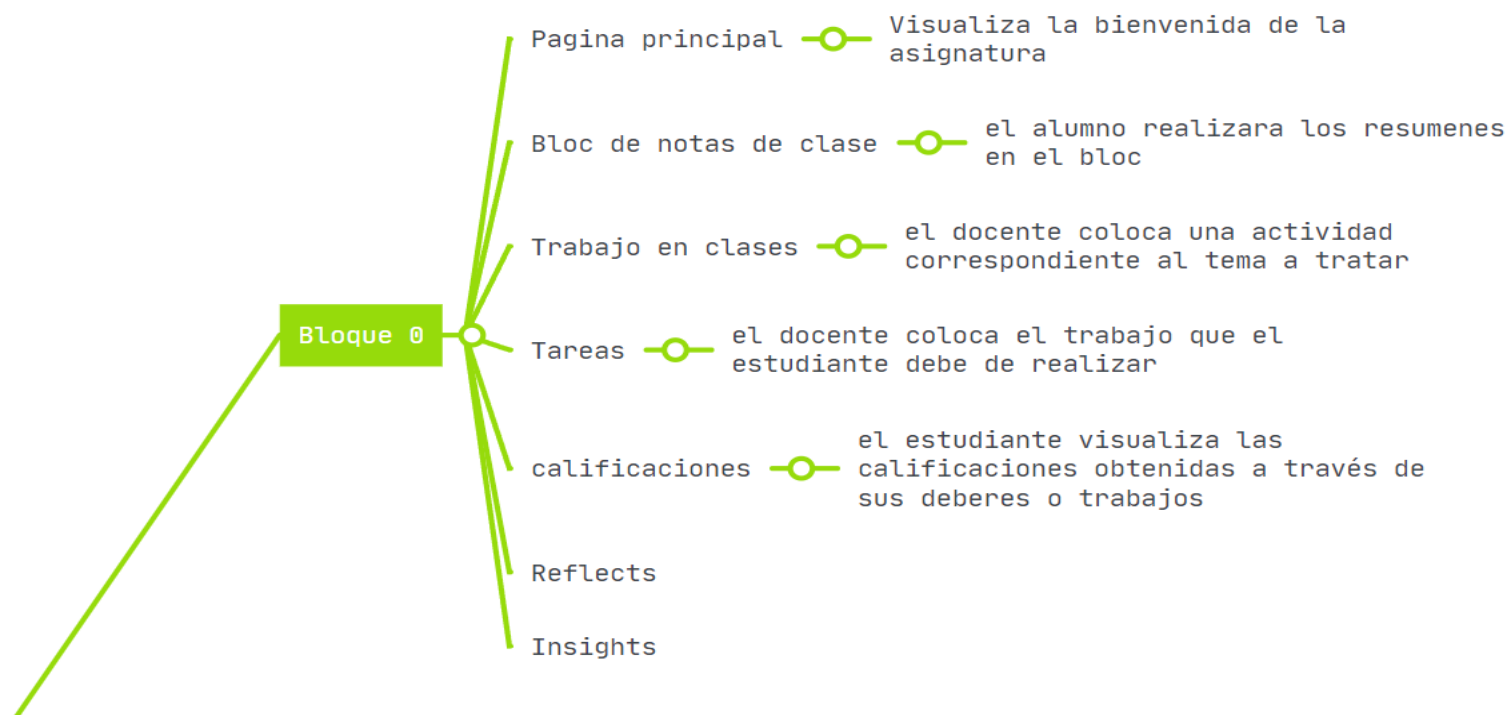 Pagina principal
Visualiza la bienvenida de la
asignatura
Bloc de notas de clase
el alumno realizara los resumenes
en el bloc
Trabajo en clases
el docente coloca una actividad
correspondiente al tema a tratar
Bloque 0
Tareas
el docente coloca el trabajo que el
estudiante debe de realizar
calificaciones
el estudiante visualiza las
calificaciones obtenidas a través de
sus deberes o trabajos
Reflects
Insights